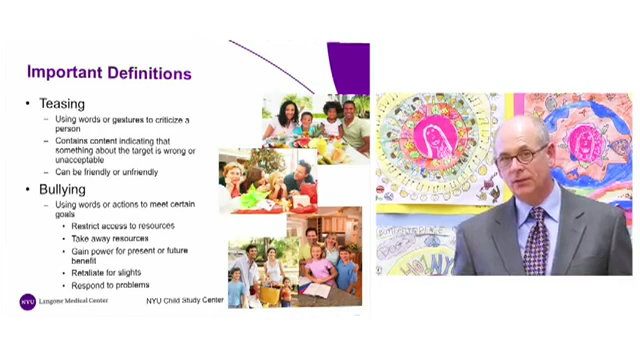 Important Definitions
• Teasing
– Using words or gestures to criticize a
person
– Contains content indicating that
something about the target is wrong or
unacceptable
– Can be friendly or unfriendly
• Bullying
– Using words or actions to meet certain
goals
• Restrict access to resources
• Take away resources
• Gain power for present or future
benefit
• Retaliate for slights
• Respond to problems
NYU Langone Medical Center
NYU Child Study Center